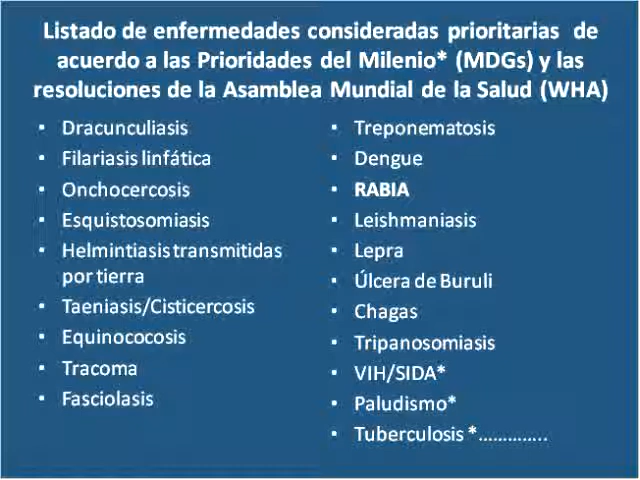 Listado de enfermedades consideradas prioritarias de
acuerdo a las Prioridades del Milenio* (MDGs) y las
resoluciones de la Asamblea Mundial de la Salud (WHA)
• Dracunculiasis
• Filariasis linfática
• Onchocercosis
• Esquistosomiasis
• Helmintiasis transmitidas
por tierra
• Taeniasis/Cisticercosis
• Equinococosis
• Tracoma
• Fasciolasis
• Treponematosis
• Dengue
• RABIA
• Leishmaniasis
• Lepra
• Úlcera de Buruli
• Chagas
• Tripanosomiasis
• VIH/SIDA*
• Paludismo*
• Tuberculosis *.............